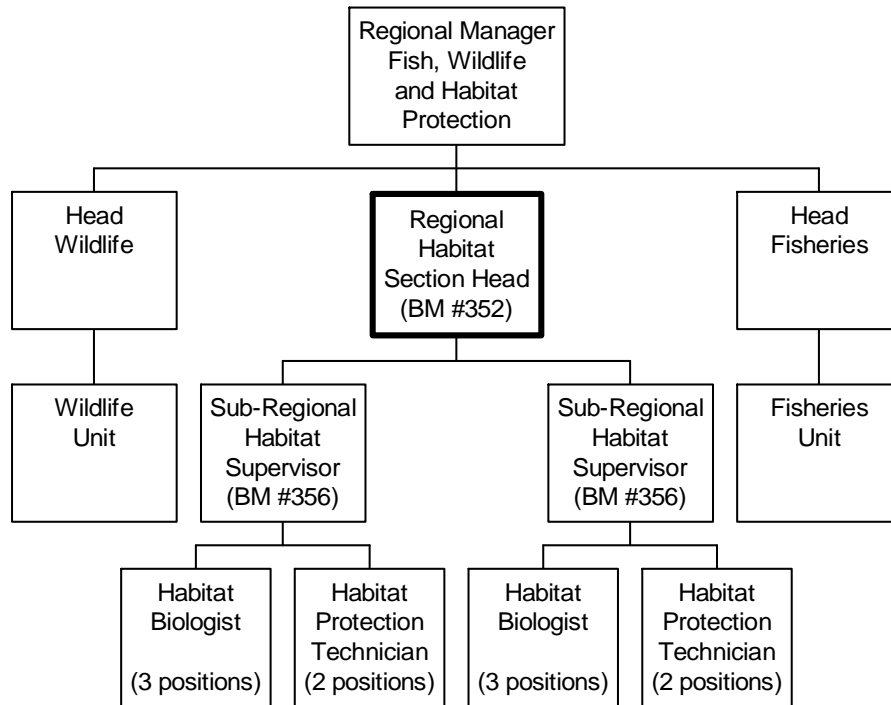 Regional Manager
Fish, Wildlife
and Habitat
Protection
Head
Wildlife
Regional
Habitat
Section Head
(BM #352)
Head
Fisheries
Wildlife
Unit
Sub-Regional
Habitat
Supervisor
(BM #356)
Sub-Regional
Habitat
Supervisor
(BM #356)
Fisheries
Unit
Habitat
Biologist
(3 positions)
Habitat
Protection
Technician
(2 positions)
Habitat
Biologist
(3 positions)
Habitat
Protection
Technician
(2 positions)